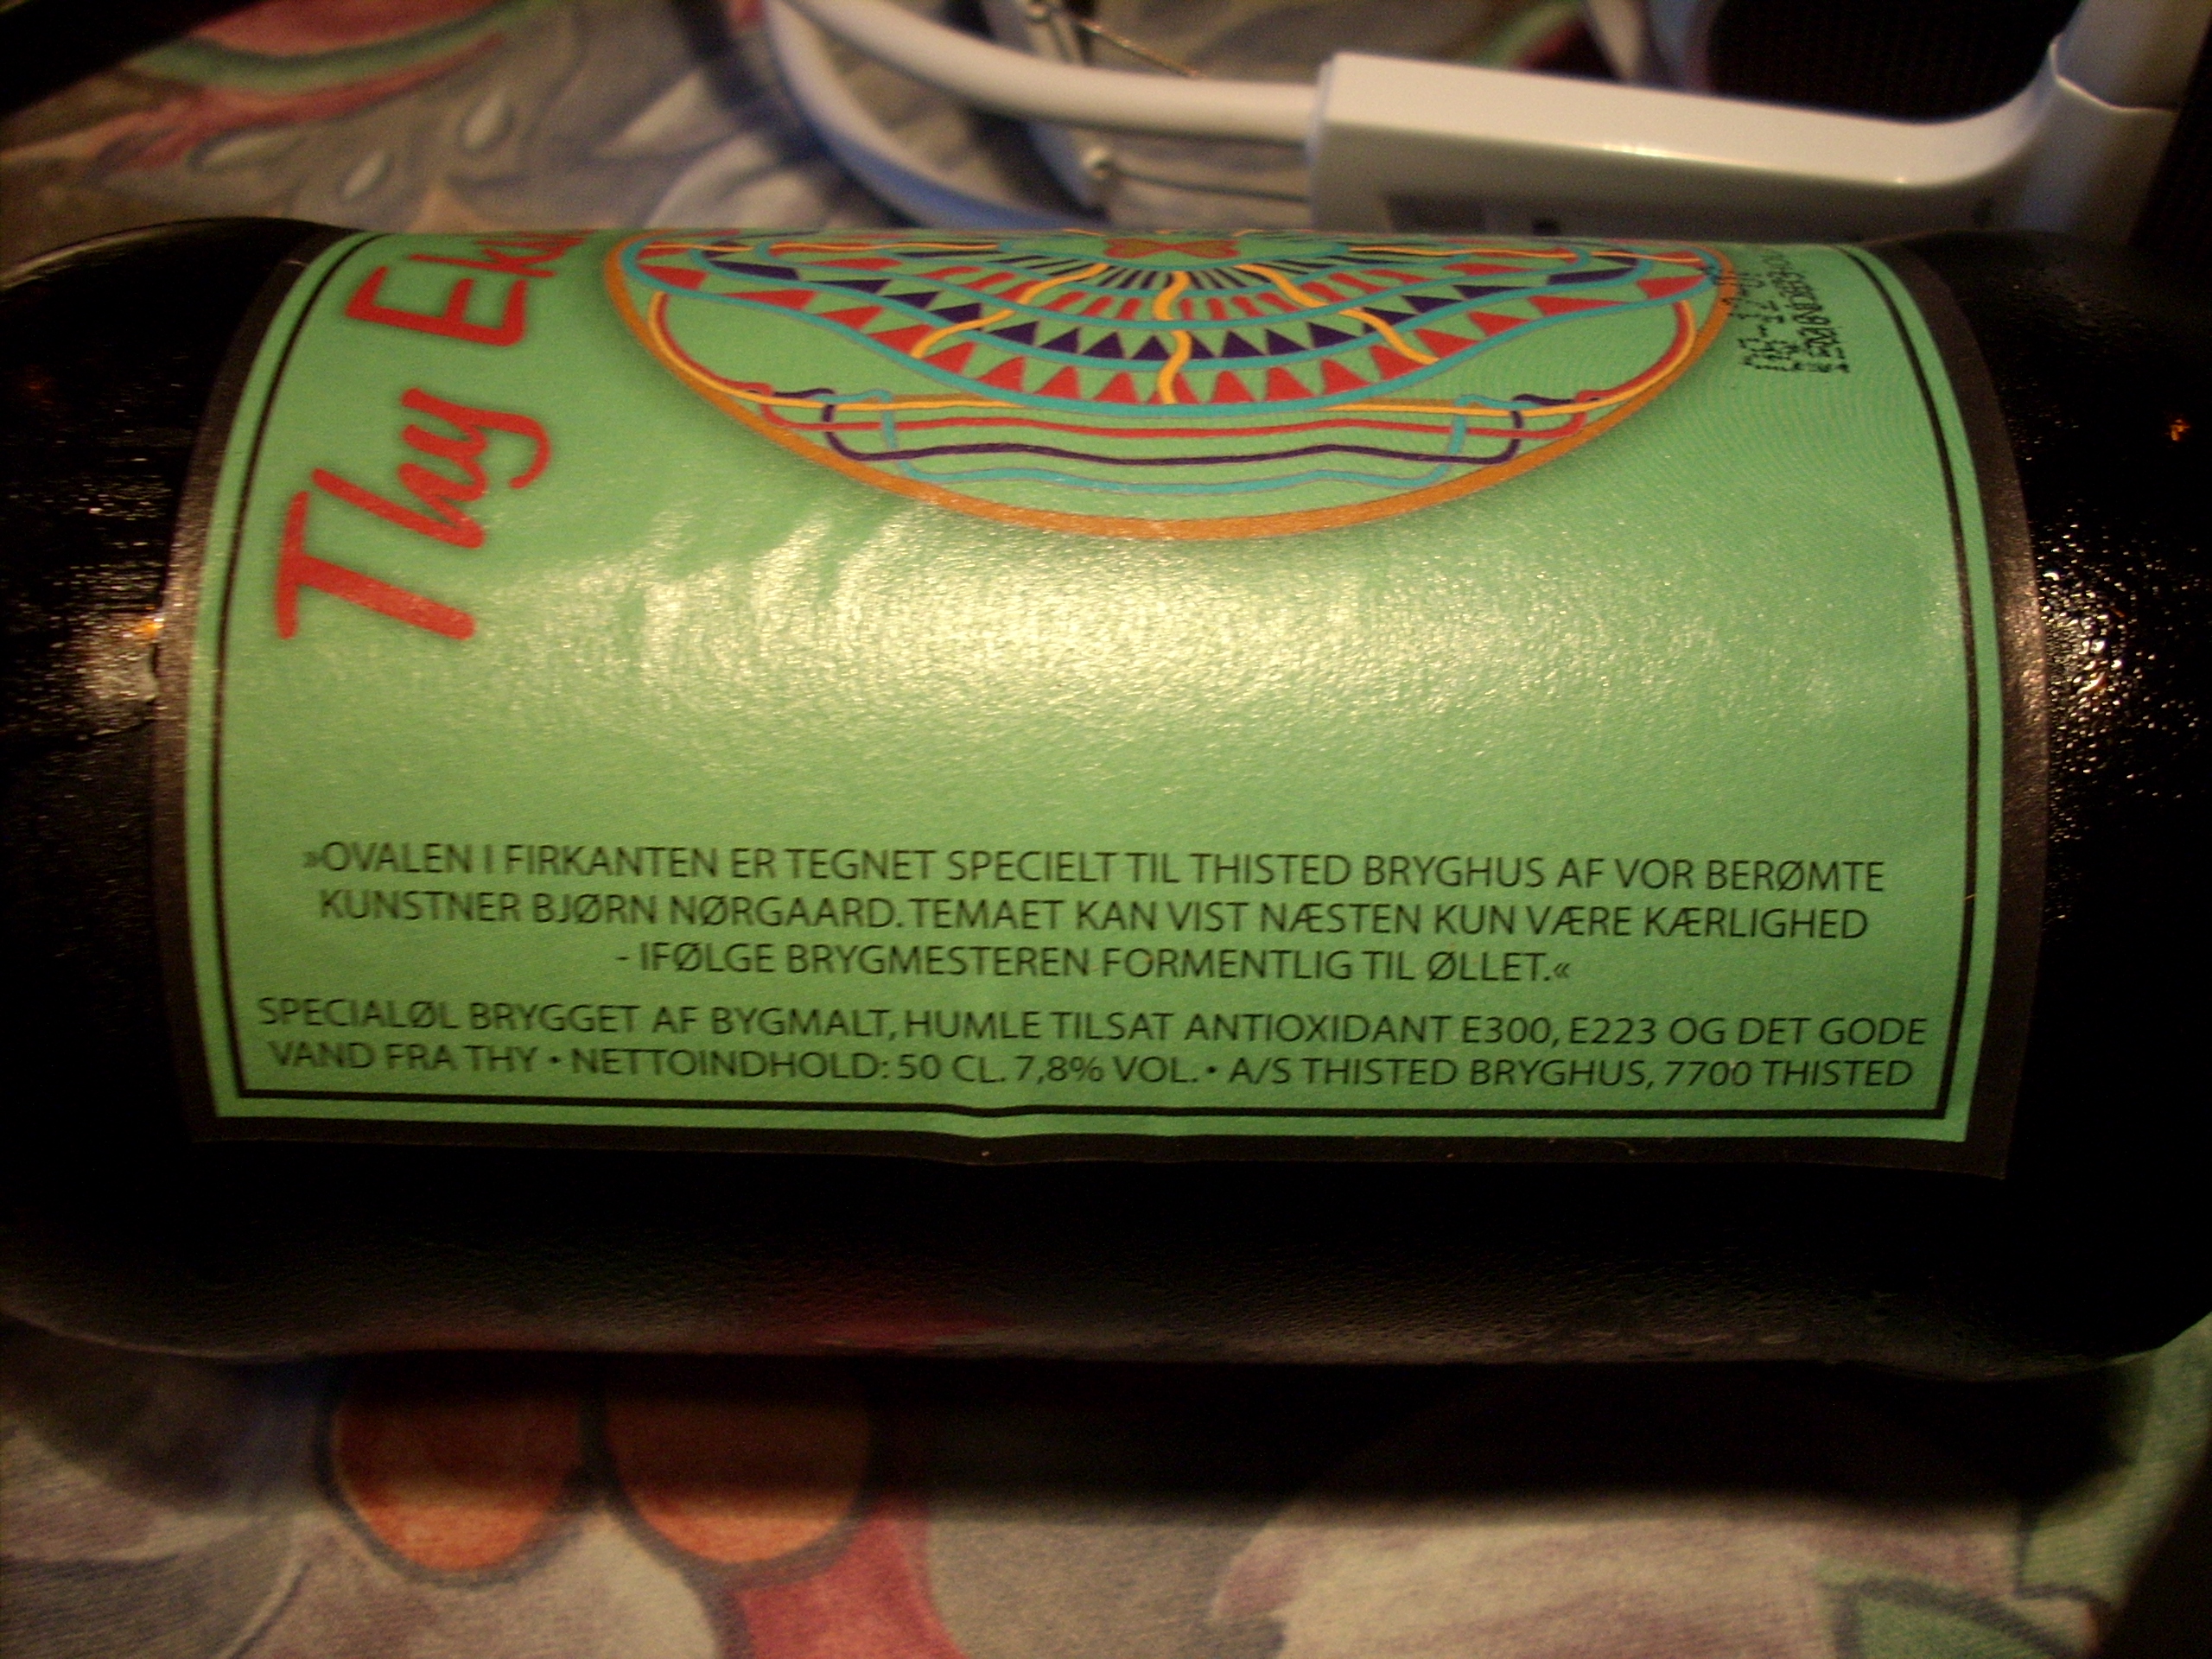 Thy
»OVALEN I FIRKANTEN ER TEGNET SPECIELT TIL THISTED BRYGHUS AF VOR BERØMTE
KUNSTNER BJØRN NØRGAARD. TEMAET KAN VIST NÆSTEN KUN VÆRE KÆRLIGHED
- IFØLGE BRYGMESTEREN FORMENTLIG TIL ØLLET.«
SPECIALØL BRYGGET AF BYGMALT, HUMLE TILSAT ANTIOXIDANT E300, E223 OG DET GODE
VAND FRA THY • NETTOINDHOLD: 50 CL. 7,8% VOL. • A/S THISTED BRYGHUS, 7700 THISTED